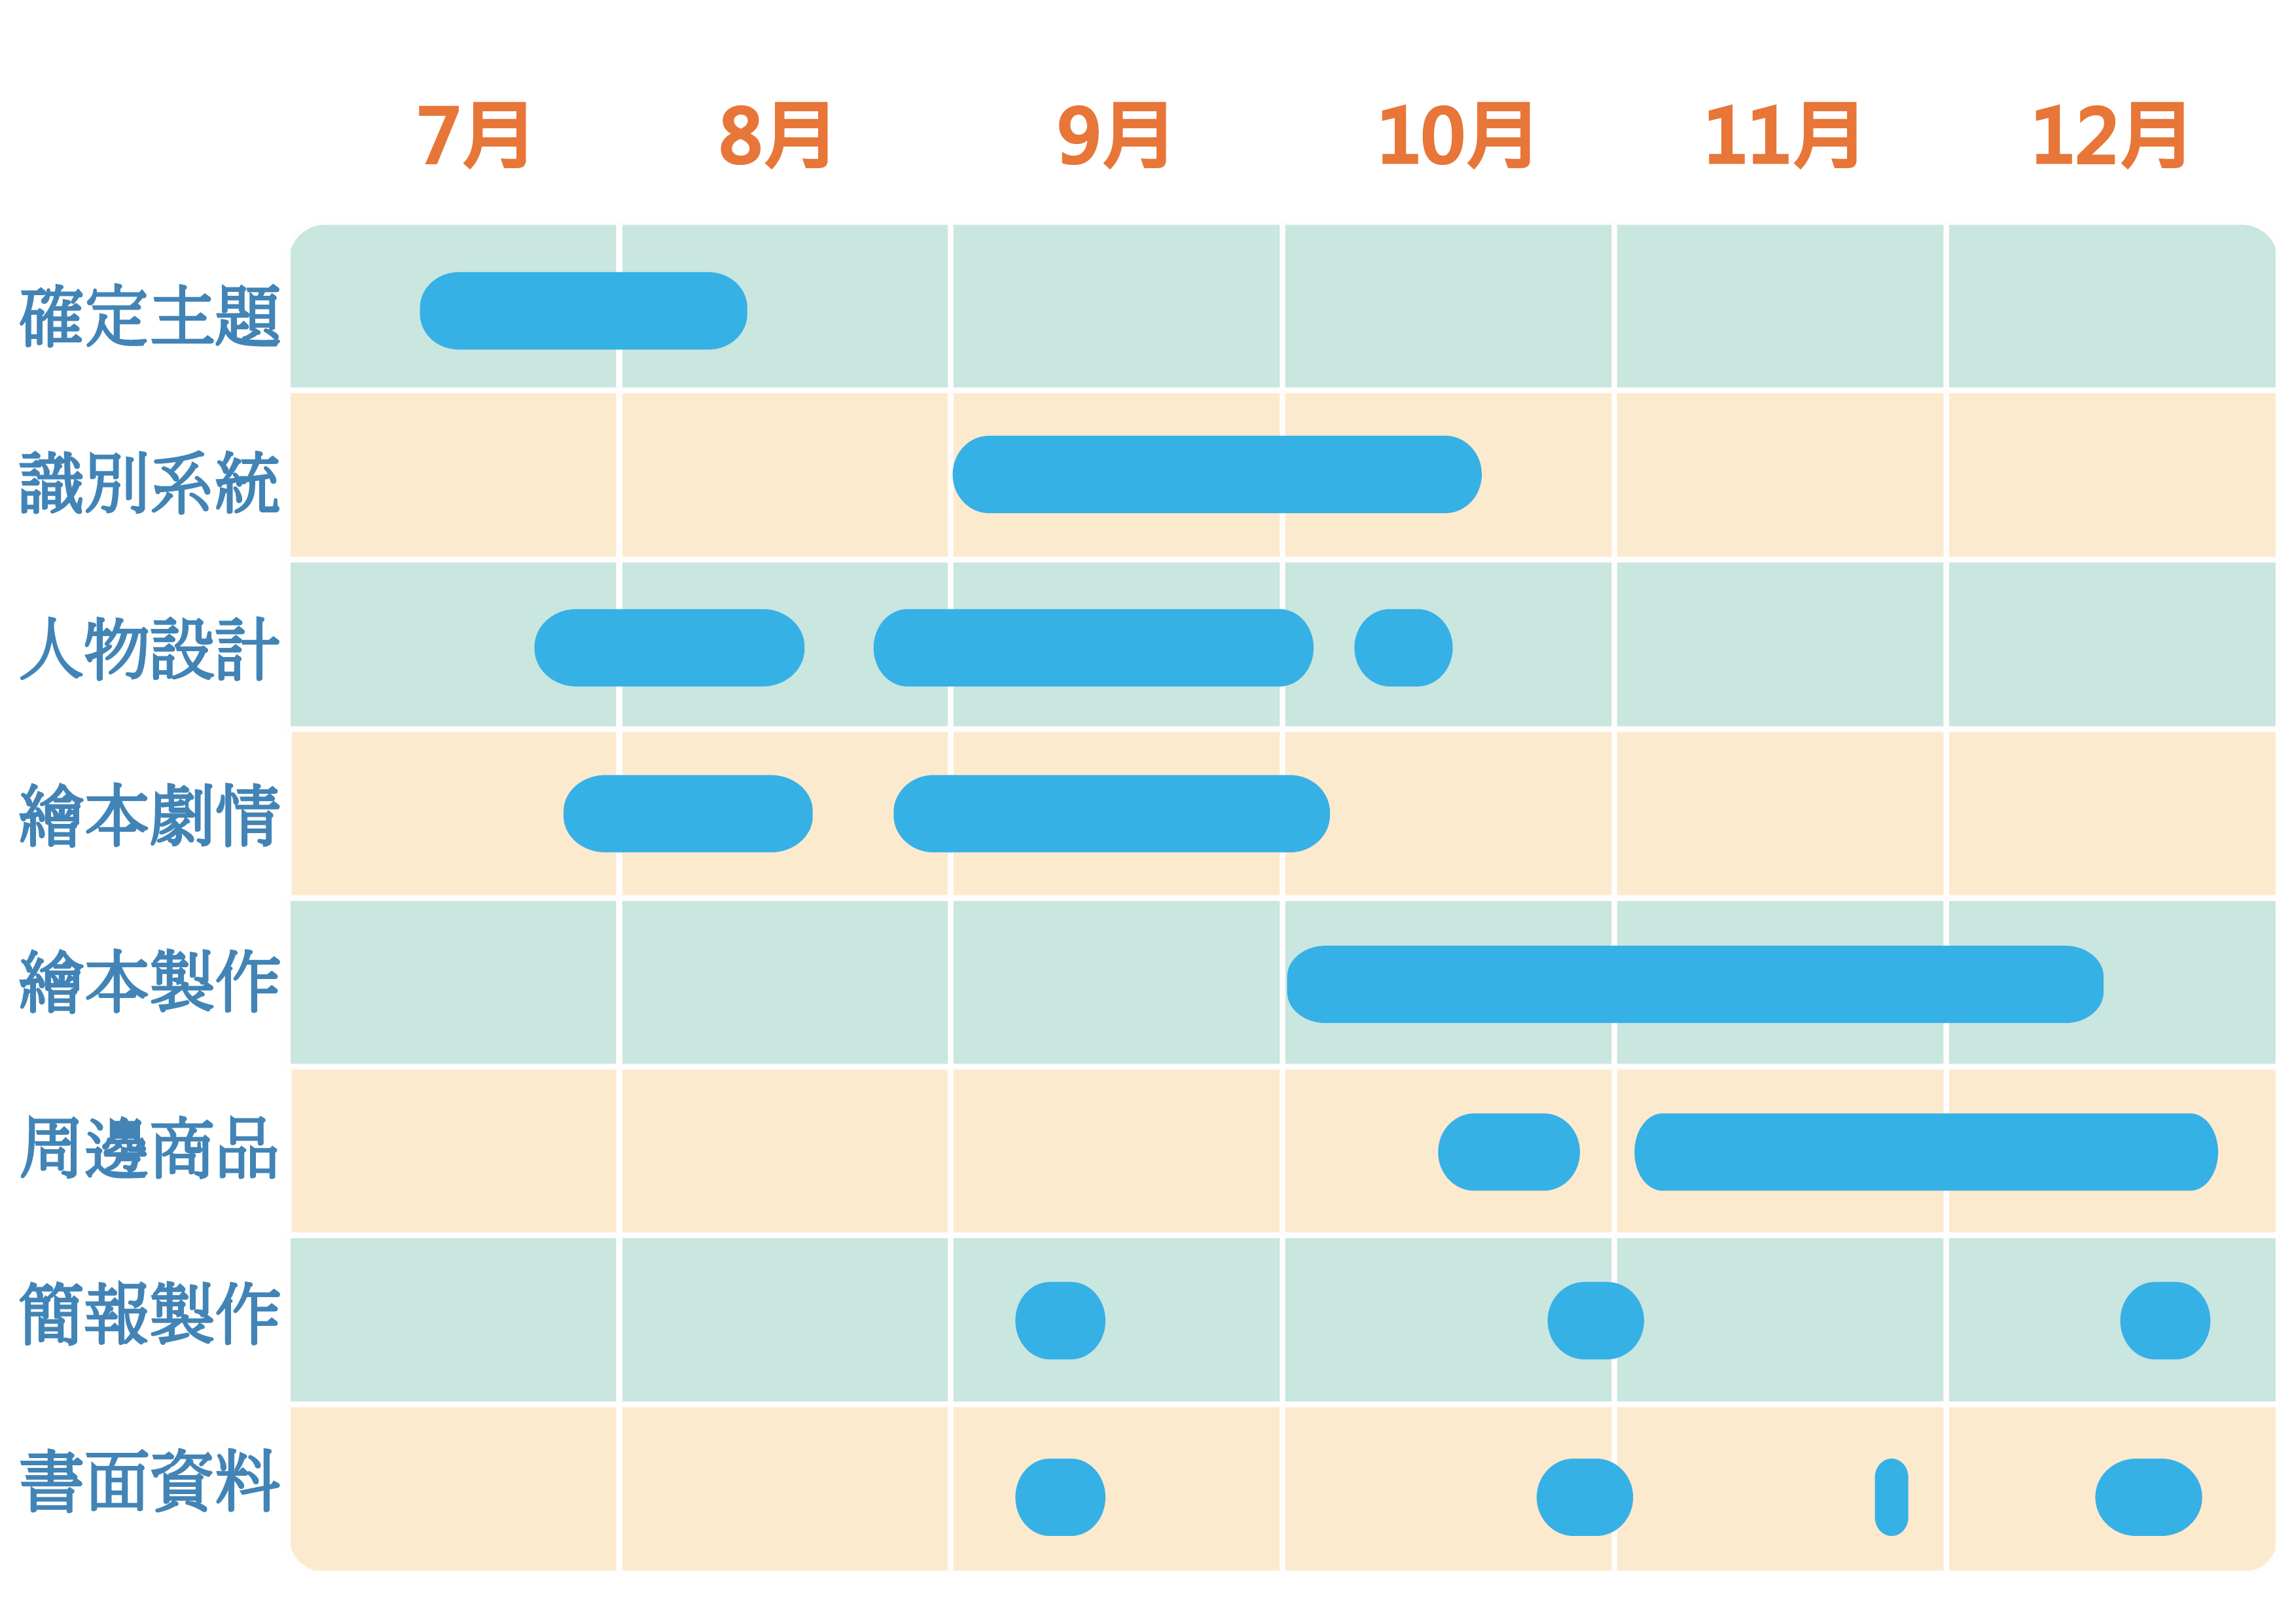 7月 8月 9月 10月 11月 12月
確定主題
識別系統
人物設計
繪本劇情
繪本製作
周邊商品
簡報製作
書面資料